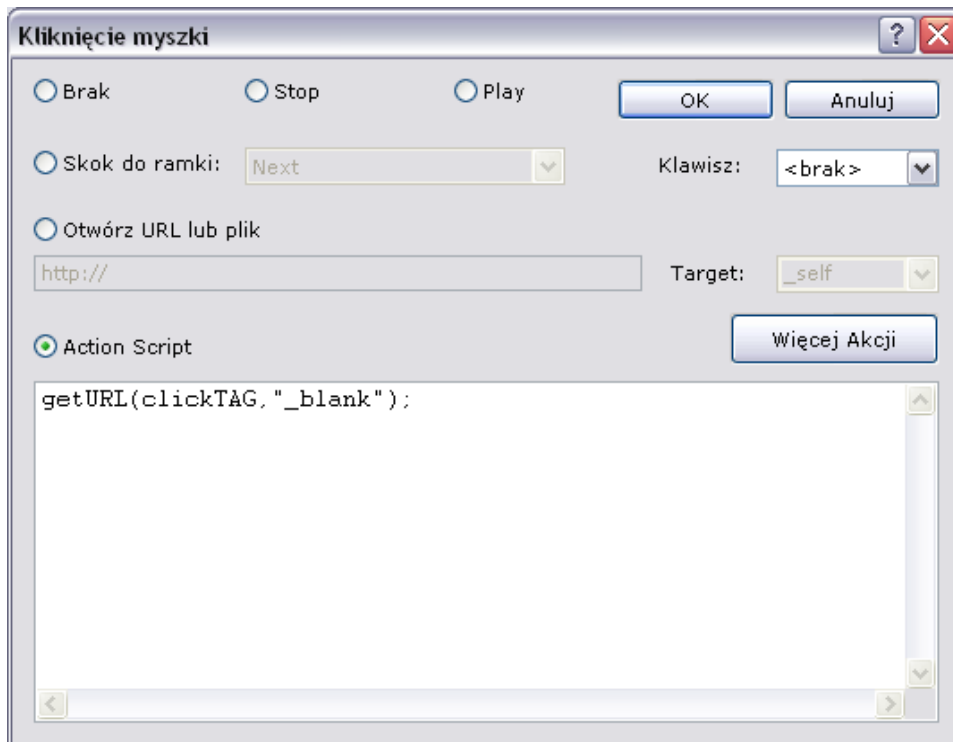 Kliknięcie myszki
Brak Stop Play OK Anuluj
Skok do ramki: Next Klawisz: <brak>
Otwórz URL lub plik
http:// Target: _self
Action Script Więcej Akcji
getURL(clickTAG,"_blank");